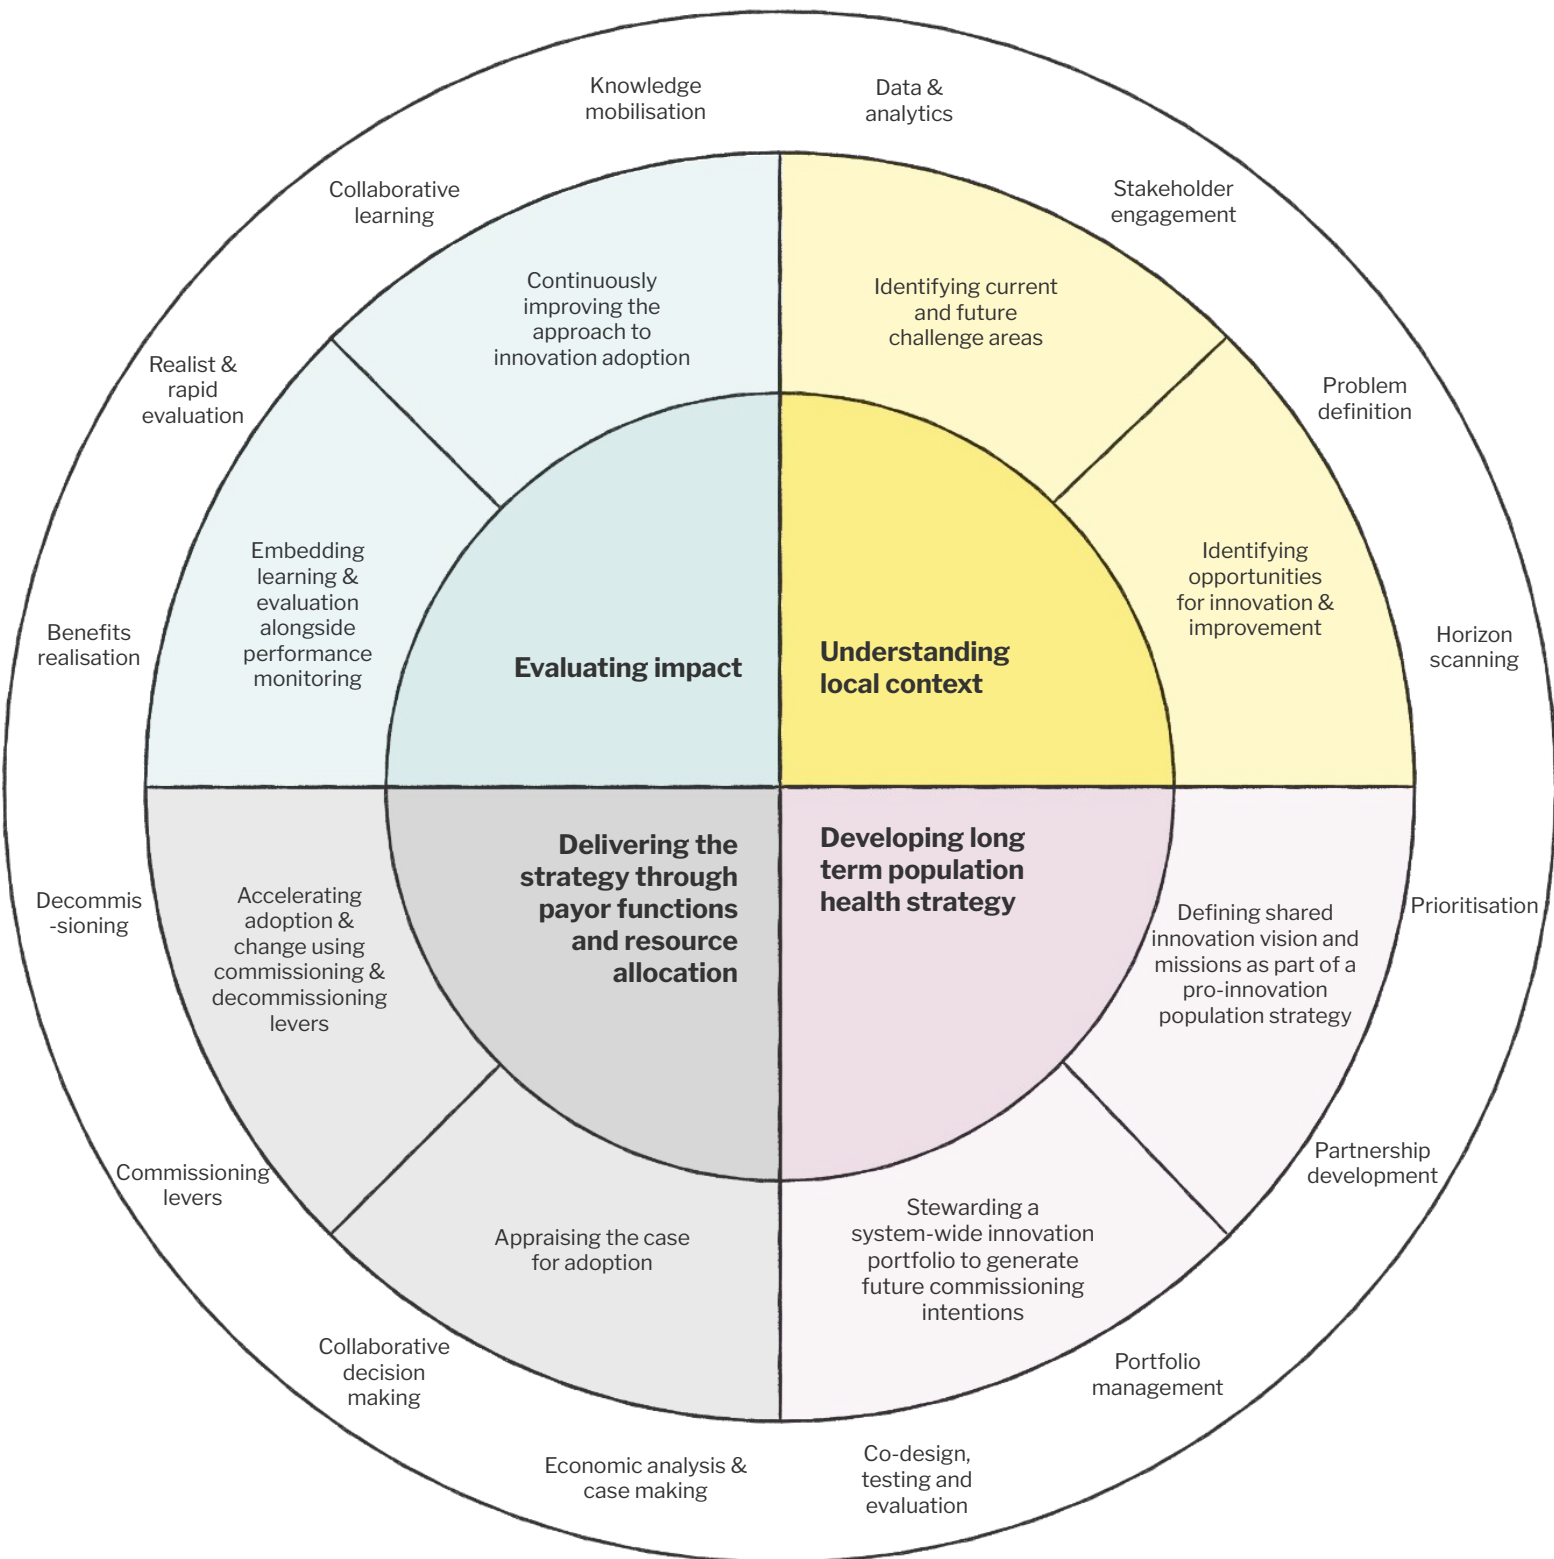 Knowledge
mobilisation
Data &
analytics
Stakeholder
engagement
Problem
definition
Horizon
scanning
Prioritisation
Partnership
development
Portfolio
management
Co-design,
testing and
evaluation
Economic analysis &
case making
Collaborative
decision
making
Commissioning
levers
Decommis
-sioning
Benefits
realisation
Realist &
rapid
evaluation
Collaborative
learning
Continuously
improving the
approach to
innovation adoption
Identifying current
and future
challenge areas
Identifying
opportunities
for innovation &
improvement
Defining shared
innovation vision and
missions as part of a
pro-innovation
population strategy
Stewarding a
system-wide innovation
portfolio to generate
future commissioning
intentions
Appraising the case
for adoption
Accelerating
adoption &
change using
commissioning &
decommissioning
levers
Embedding
learning &
evaluation
alongside
performance
monitoring
Evaluating impact
Understanding
local context
Developing long
term population
health strategy
Delivering the
strategy through
payor functions
and resource
allocation